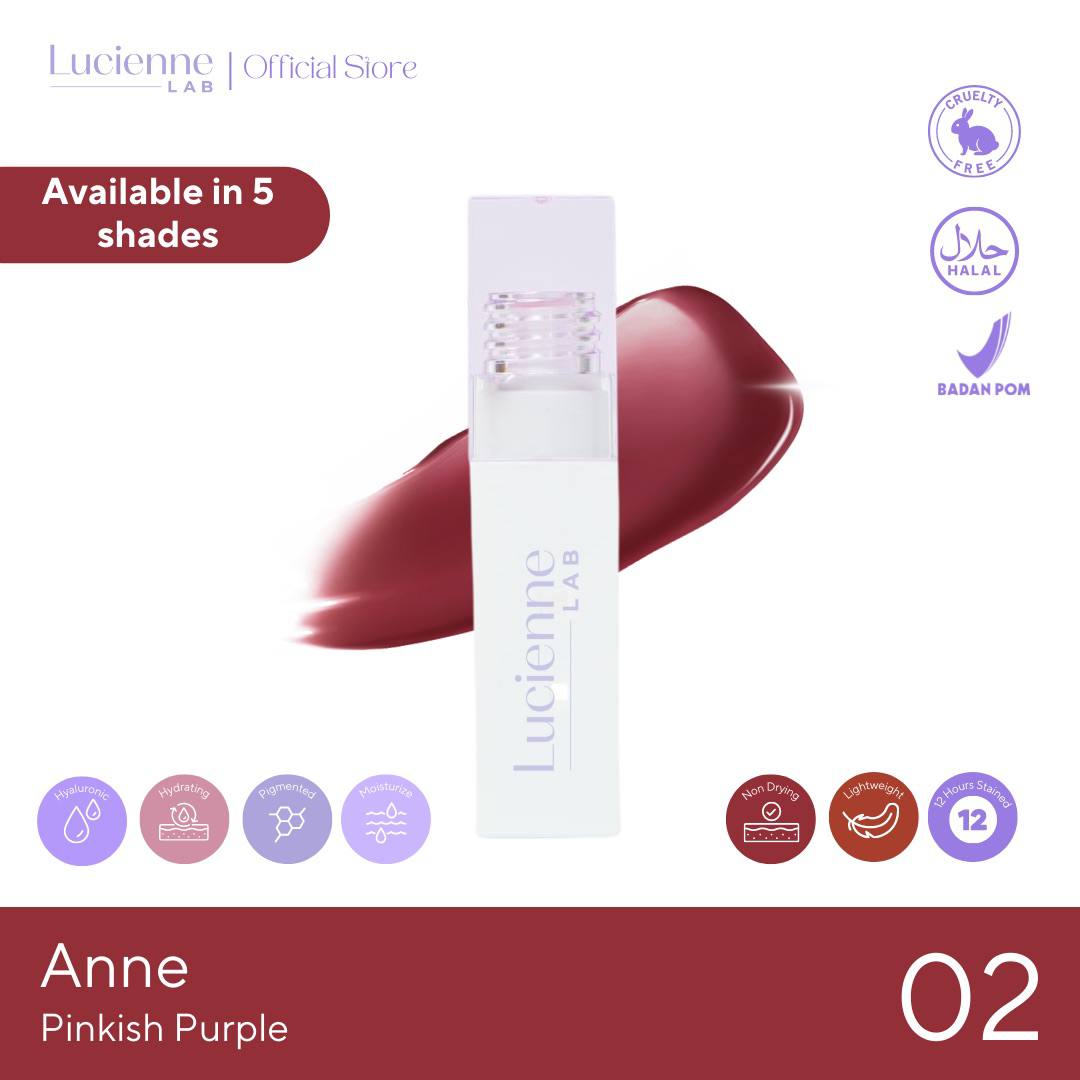 Lucienne
LAB
Official Store
CRUELTY
FREE
Available in 5
shades
حلال
HALAL
BADAN POM
Lucienne
LAB
Hyaluronic
Hydrating
Pigmented
Moisturize
Non Drying
Lightweight
12 Hours Stained
12
Anne
Pinkish Purple
02